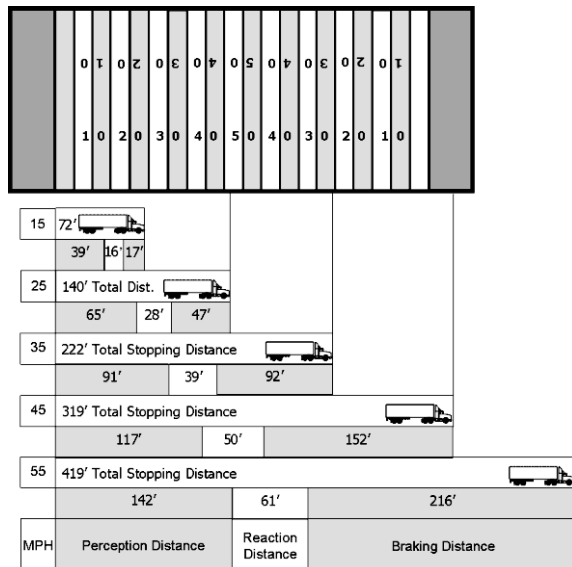 0 1 0 2 0 3 0 4 0 5 0 4 0 3 0 2 0 1
1 0 2 0 3 0 4 0 5 0 4 0 3 0 2 0 1 0
15 72'
39' 16' 17'
25 140' Total Dist.
65' 28' 47'
35 222' Total Stopping Distance
91' 39' 92'
45 319' Total Stopping Distance
117' 50' 152'
55 419' Total Stopping Distance
142' 61' 216'
MPH Perception Distance Reaction Distance Braking Distance